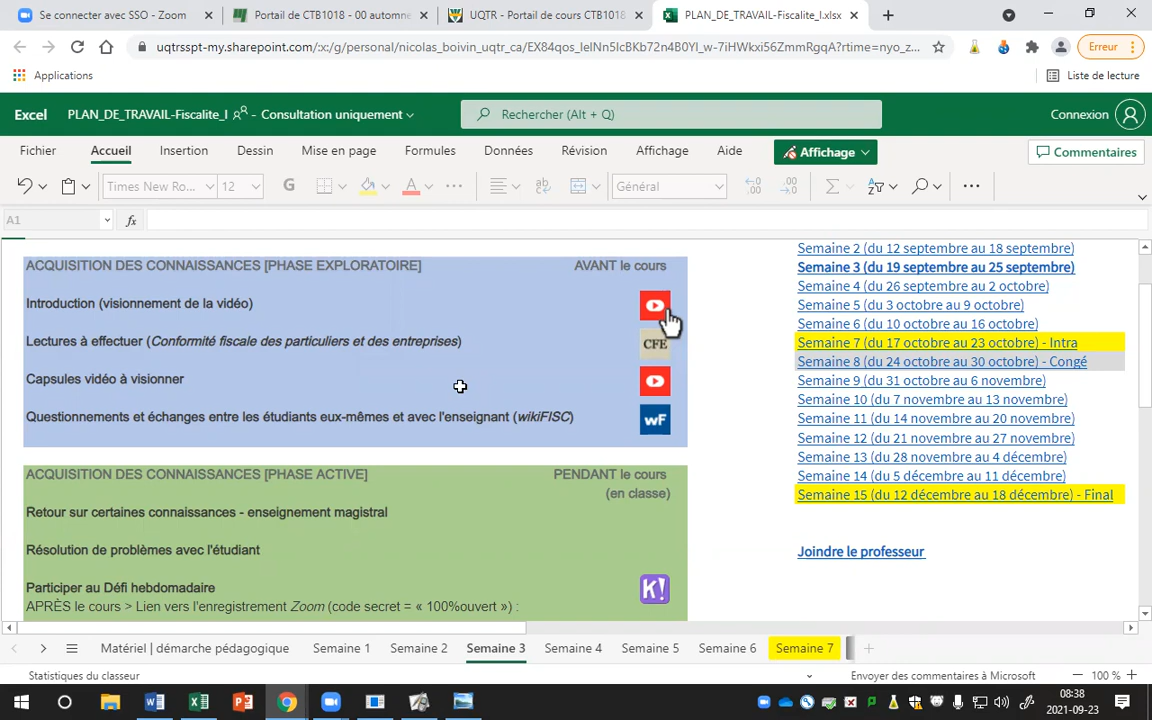 Se connecter avec SSO - Zoom
Portail de CTB1018 - 00 automne
UQTR - Portail de cours CTB1018
PLAN_DE_TRAVAIL-Fiscalite_I.xlsx
Erreur
Applications
Liste de lecture
Excel
PLAN_DE_TRAVAIL-Fiscalite_I - Consultation uniquement
Rechercher (Alt + Q)
Connexion
Fichier
Accueil
Insertion
Dessin
Mise en page
Formules
Données
Révision
Affichage
Aide
Affichage
Commentaires
Times New Ro...
12
G
Général
A1
fx
ACQUISITION DES CONNAISSANCES [PHASE EXPLORATOIRE] AVANT le cours
Introduction (visionnement de la vidéo)
Lectures à effectuer (Conformité fiscale des particuliers et des entreprises)
CFE
Capsules vidéo à visionner
Questionnements et échanges entre les étudiants eux-mêmes et avec l'enseignant (wikiFISC)
wF
ACQUISITION DES CONNAISSANCES [PHASE ACTIVE] PENDANT le cours
(en classe)
Retour sur certaines connaissances - enseignement magistral
Résolution de problèmes avec l'étudiant
Participer au Défi hebdomadaire
K!
APRÈS le cours > Lien vers l'enregistrement Zoom (code secret = « 100%ouvert ») :
Semaine 2 (du 12 septembre au 18 septembre)
Semaine 3 (du 19 septembre au 25 septembre)
Semaine 4 (du 26 septembre au 2 octobre)
Semaine 5 (du 3 octobre au 9 octobre)
Semaine 6 (du 10 octobre au 16 octobre)
Semaine 7 (du 17 octobre au 23 octobre) - Intra
Semaine 8 (du 24 octobre au 30 octobre) - Congé
Semaine 9 (du 31 octobre au 6 novembre)
Semaine 10 (du 7 novembre au 13 novembre)
Semaine 11 (du 14 novembre au 20 novembre)
Semaine 12 (du 21 novembre au 27 novembre)
Semaine 13 (du 28 novembre au 4 décembre)
Semaine 14 (du 5 décembre au 11 décembre)
Semaine 15 (du 12 décembre au 18 décembre) - Final
Joindre le professeur
Matériel | démarche pédagogique
Semaine 1
Semaine 2
Semaine 3
Semaine 4
Semaine 5
Semaine 6
Semaine 7
Statistiques du classeur
Envoyer des commentaires à Microsoft
100 %
08:38
2021-09-23